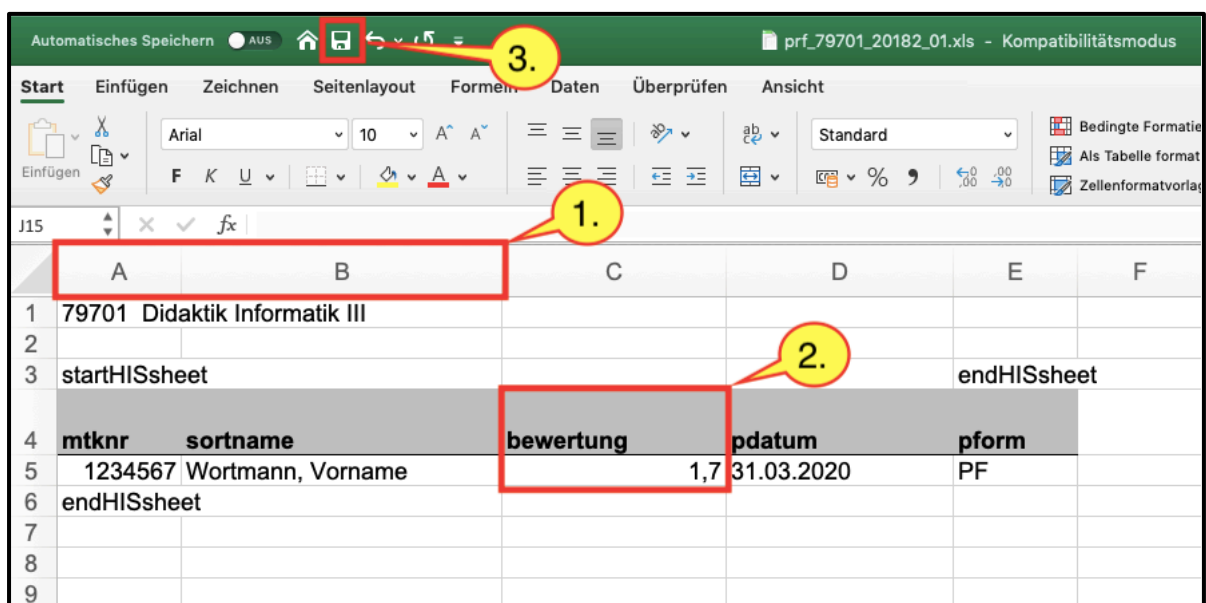 Automatisches Speichern AUS prf_79701_20182_01.xls - Kompatibilitätsmodus
3.
Start Einfügen Zeichnen Seitenlayout Formeln Daten Überprüfen Ansicht
Einfügen Arial 10 A A ab Standard Bedingte Formatie
Als Tabelle format
F K U A % Zellenformatvorlag
1.
J15 fx
A B C D E F
1 79701 Didaktik Informatik III
2
2.
3 startHISsheet endHISsheet
4 mtknr sortname bewertung pdatum pform
5 1234567 Wortmann, Vorname 1,7 31.03.2020 PF
6 endHISsheet
7
8
9